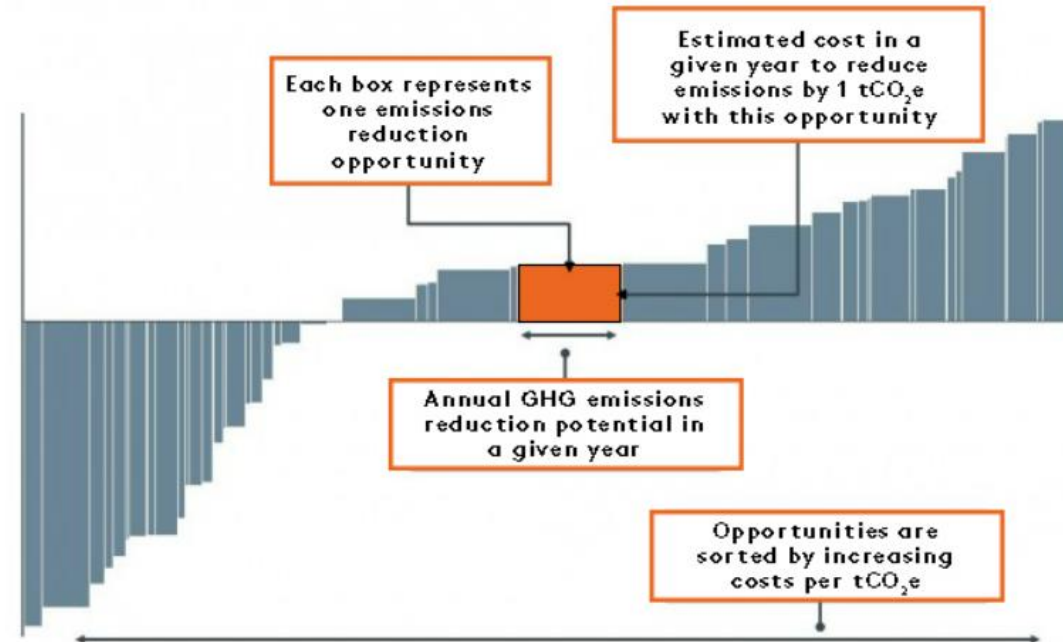 Each box represents
one emissions
reduction
opportunity
Estimated cost in a
given year to reduce
emissions by 1 tCO₂e
with this opportunity
Annual GHG emissions
reduction potential in
a given year
Opportunities are
sorted by increasing
costs per tCO₂e